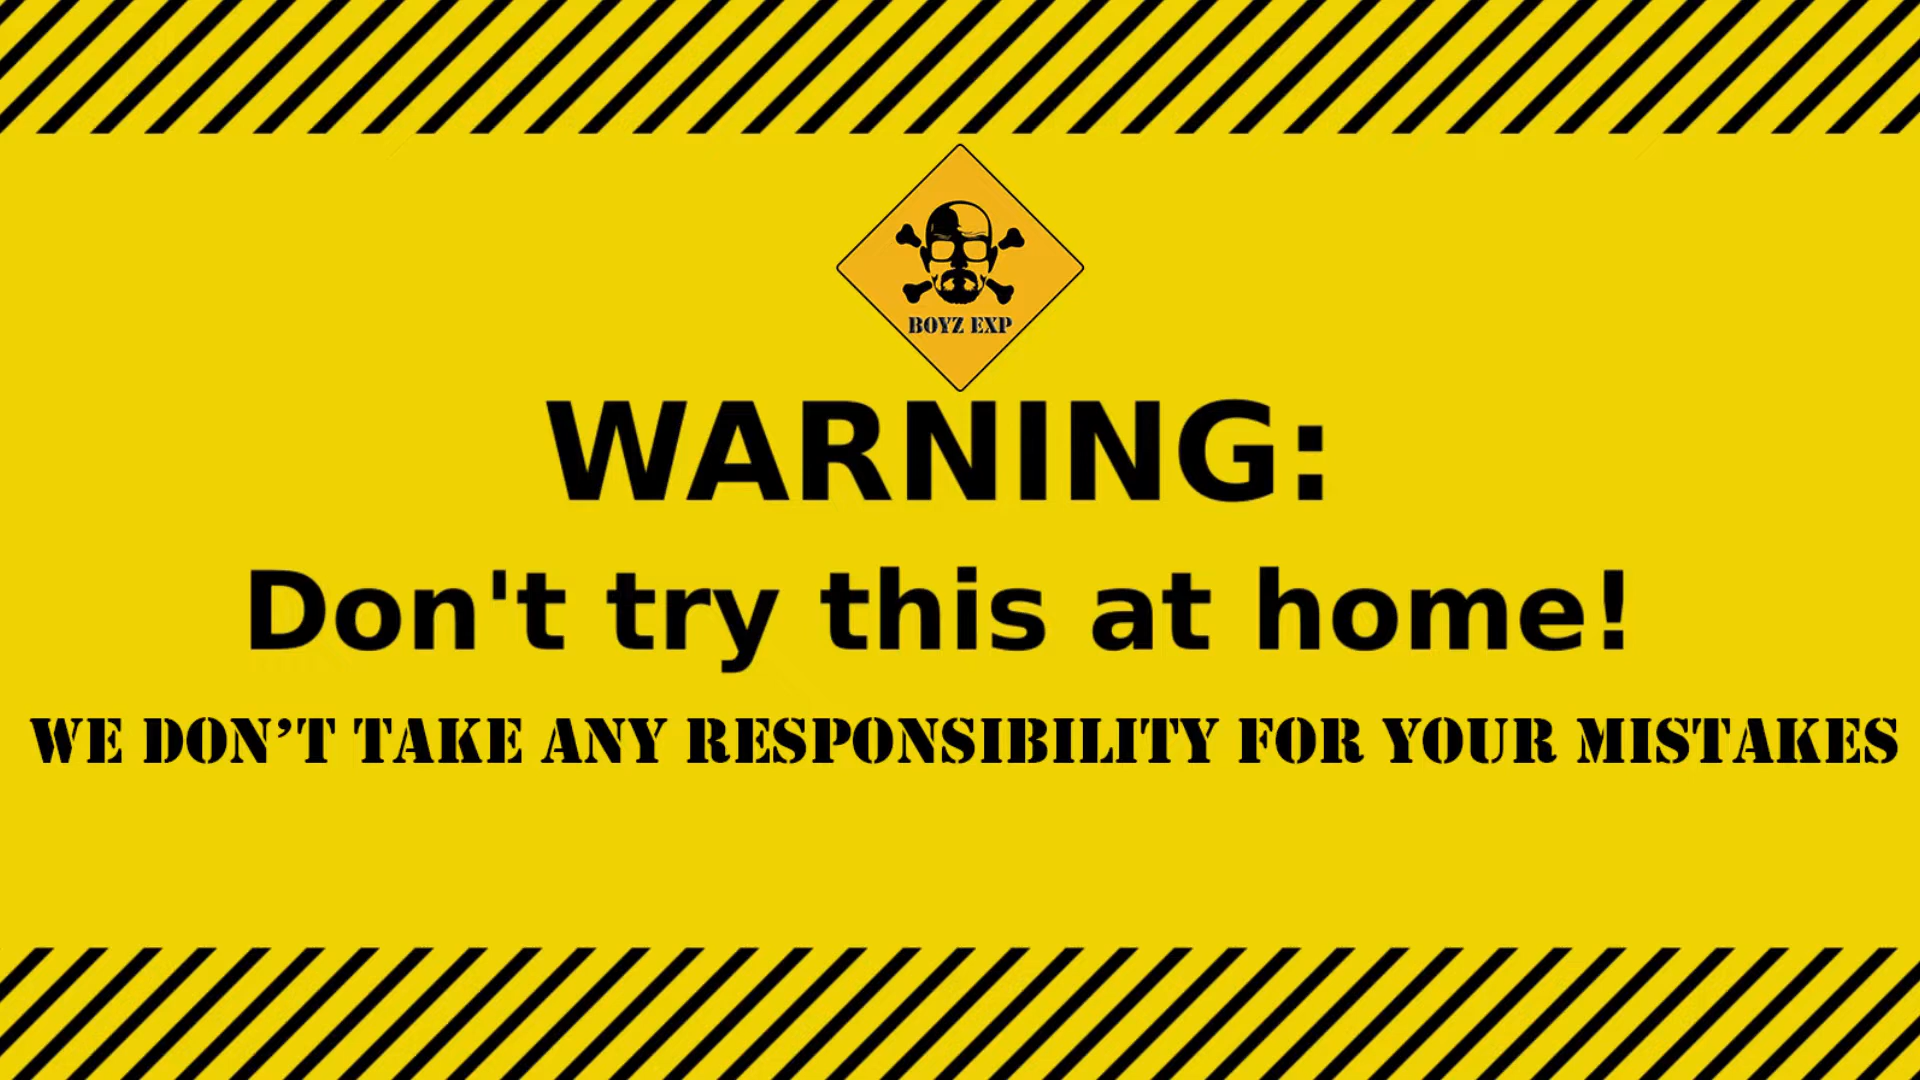 BOYZ EXP
WARNING:
Don't try this at home!
WE DON’T TAKE ANY RESPONSIBILITY FOR YOUR MISTAKES